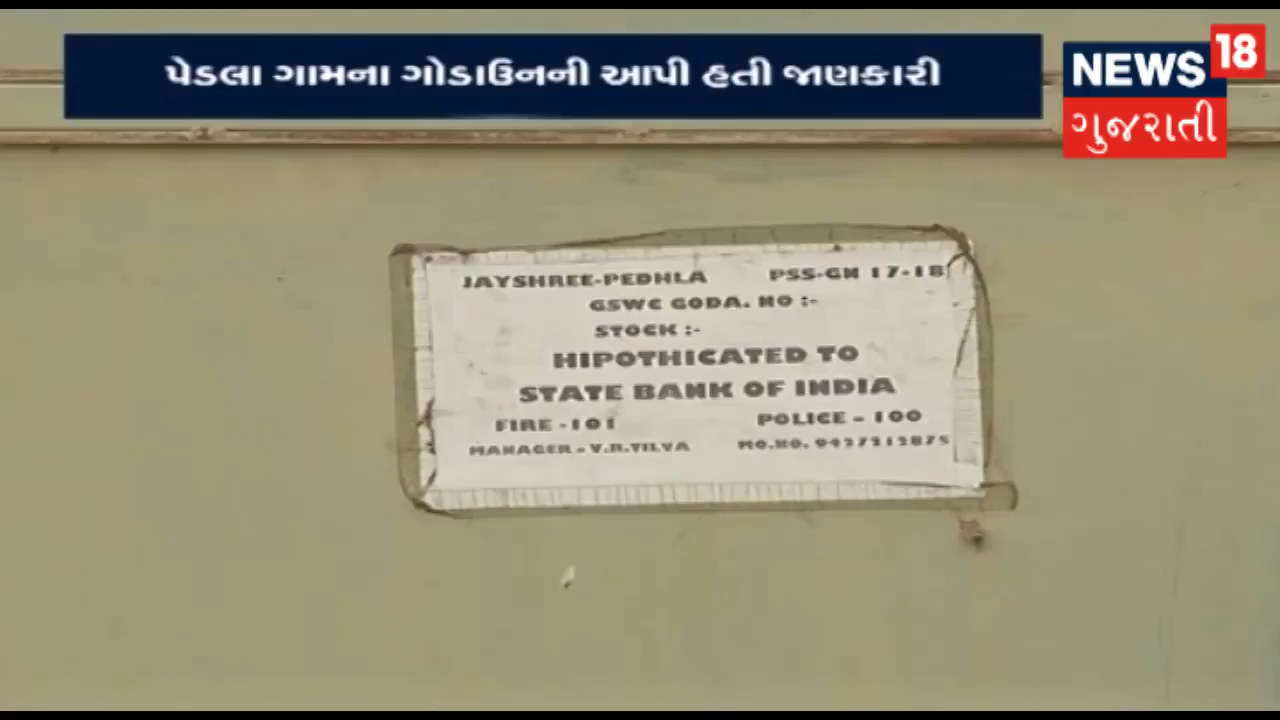 પેડલા ગામના ગોડાઉનની આપી હતી જાણકારી
NEWS 18
ગુજરાતી
JAYSHREE-PEDHLA PSS-GN 17-18
GSWC GODA. NO :-
STOCK :-
HIPOTHICATED TO
STATE BANK OF INDIA
FIRE -101 POLICE - 100
MANAGER - V.R.TILVA MO.NO. 9427212875